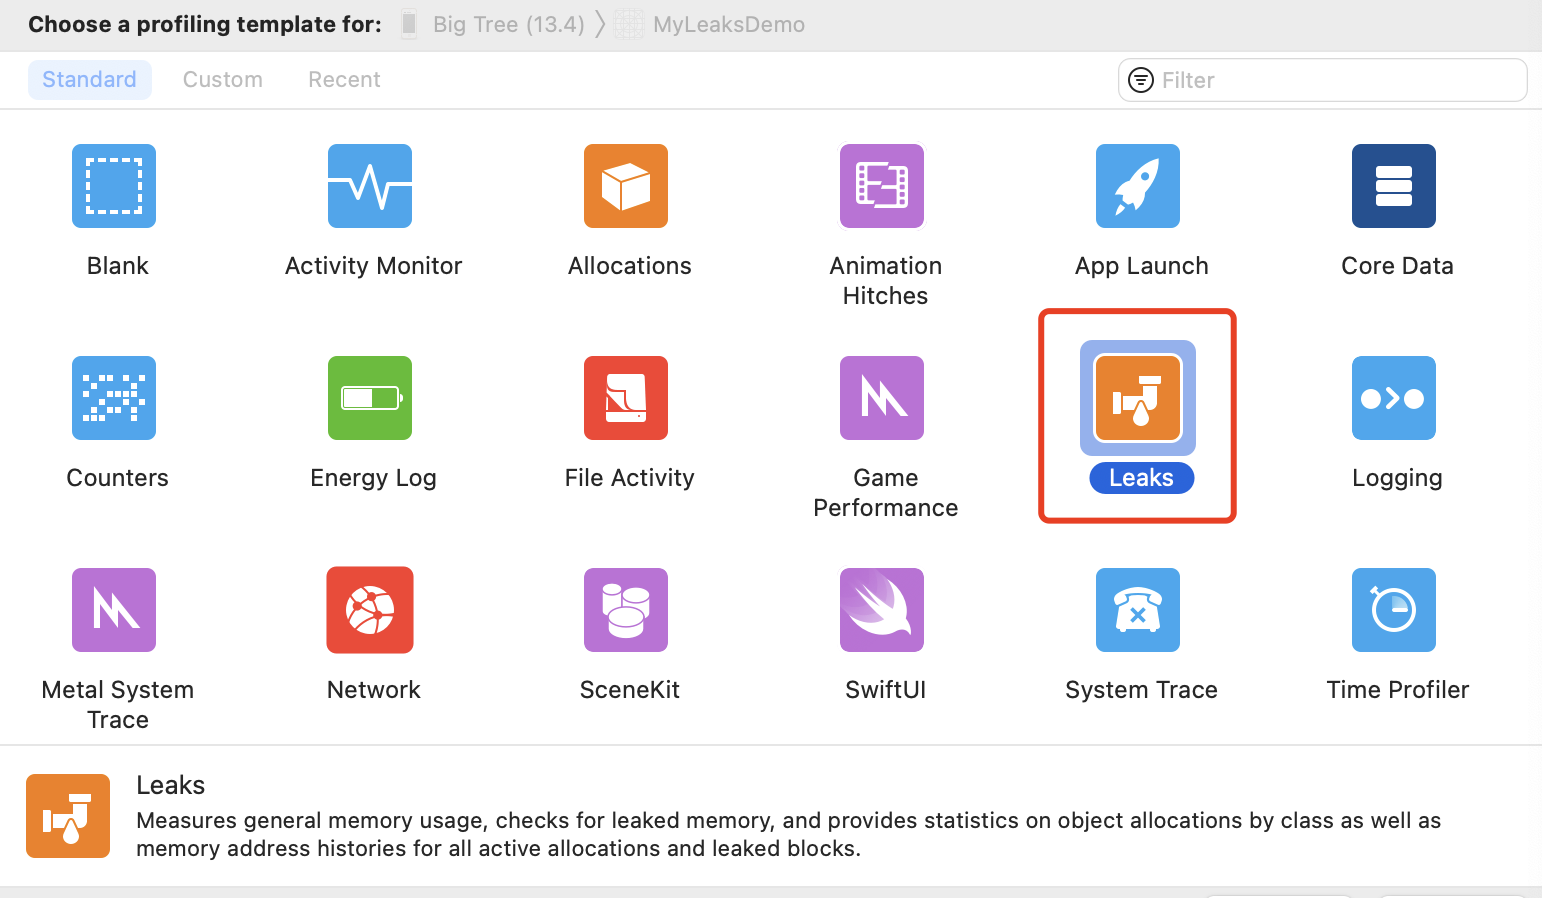 Choose a profiling template for: Big Tree (13.4) MyLeaksDemo
Standard Custom Recent Filter
Blank Activity Monitor Allocations Animation App Launch Core Data
Hitches
Counters Energy Log File Activity Game Leaks Logging
Performance
Metal System Network SceneKit SwiftUI System Trace Time Profiler
Trace
Leaks
Measures general memory usage, checks for leaked memory, and provides statistics on object allocations by class as well as
memory address histories for all active allocations and leaked blocks.